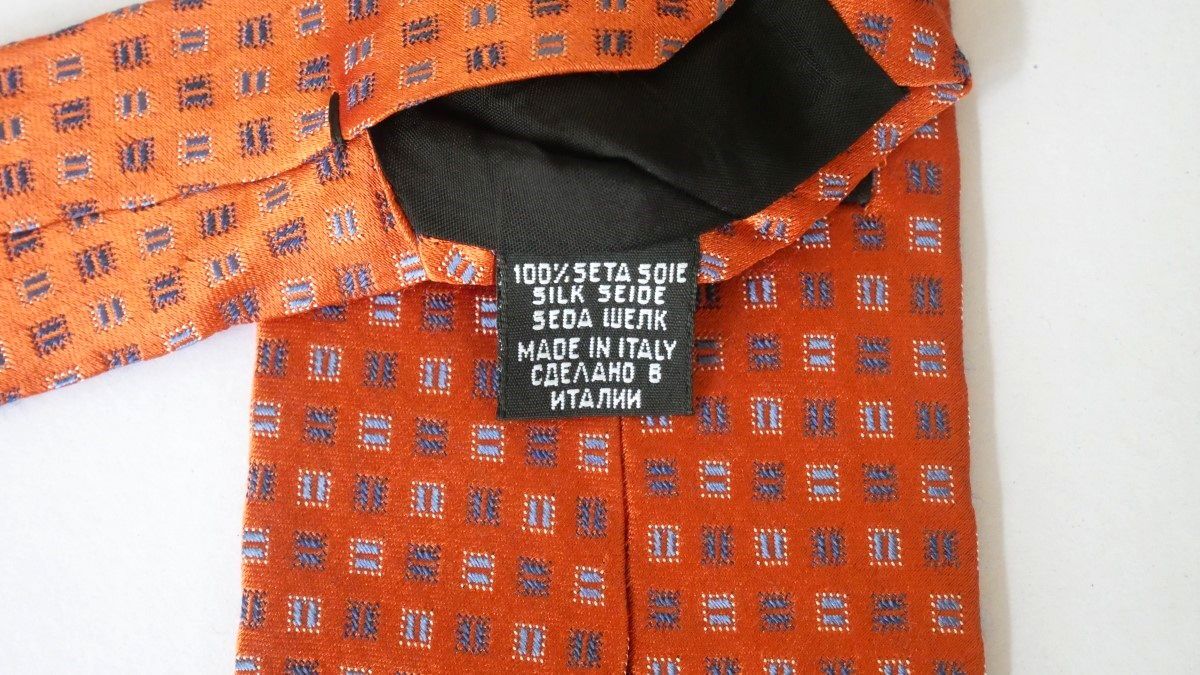 100% SETA SOIE
SILK SEIDE
SEDA ШЕЛК
MADE IN ITALY
СДЕЛАНО В
ИТАЛИИ